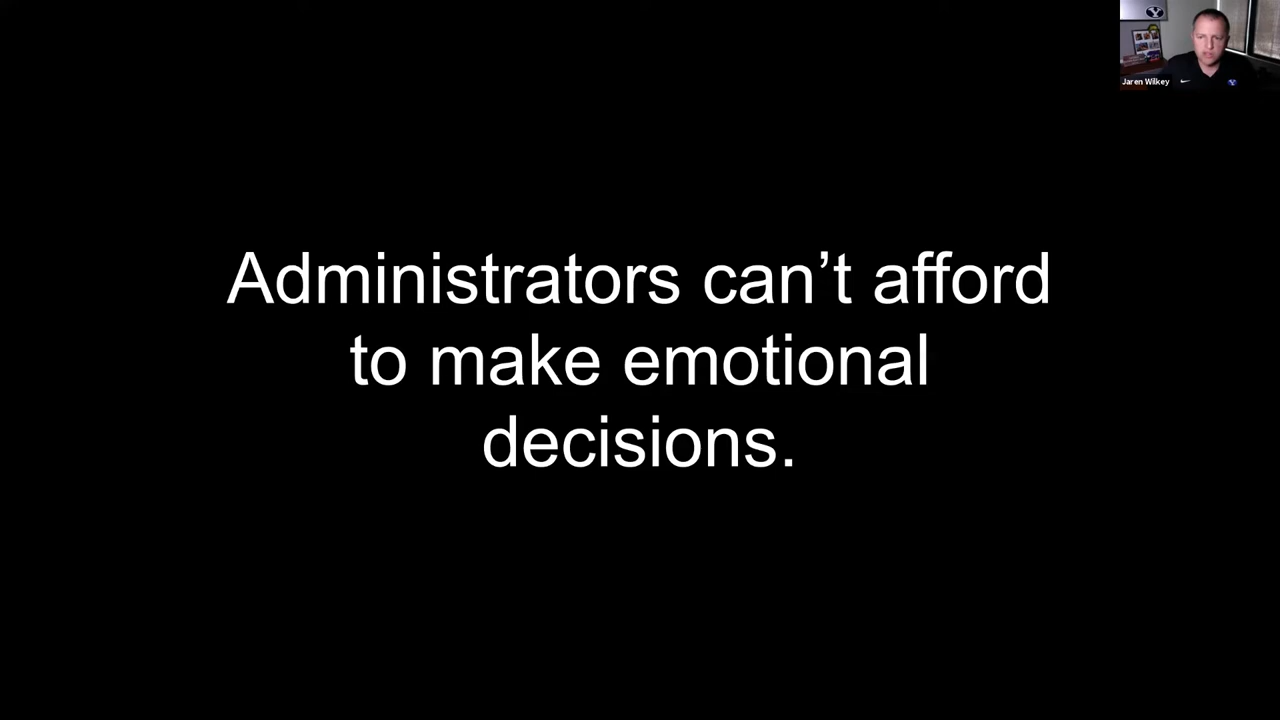 Jaren Wilkey
Administrators can’t afford
to make emotional
decisions.